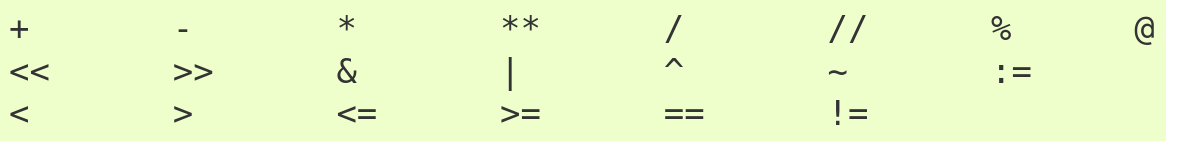 + - * ** / // % @
<< >> & | ^ ~ :=
< > <= >= == !=